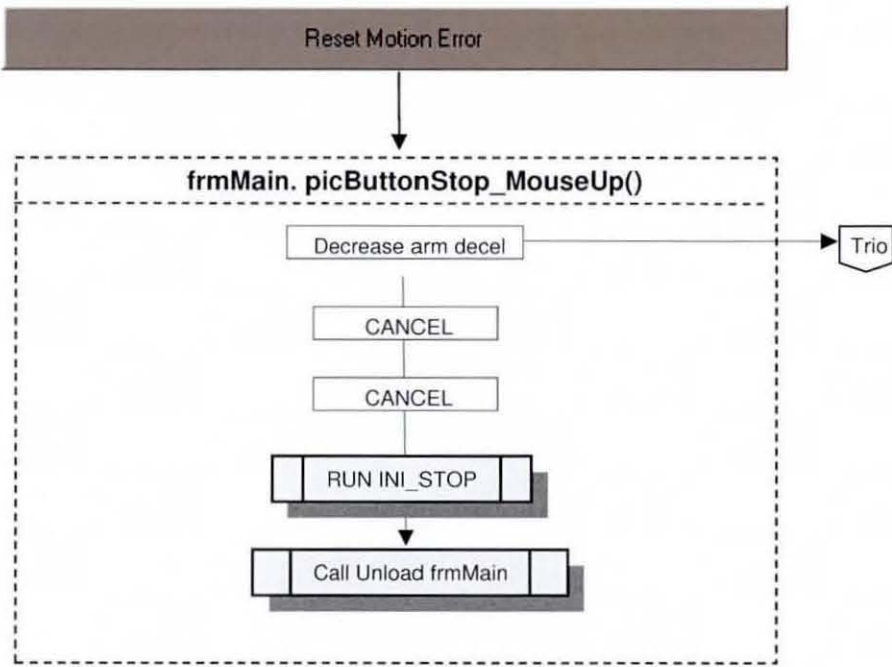 Reset Motion Error
frmMain. picButtonStop_MouseUp()
Decrease arm decel
Trio
CANCEL
CANCEL
RUN INI_STOP
Call Unload frmMain